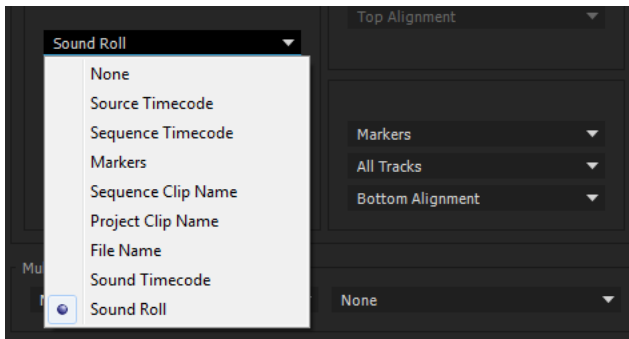 Top Alignment
Sound Roll
None
Source Timecode
Sequence Timecode
Markers
Sequence Clip Name
Project Clip Name
File Name
Sound Timecode
Sound Roll
Markers
All Tracks
Bottom Alignment
Mu
None